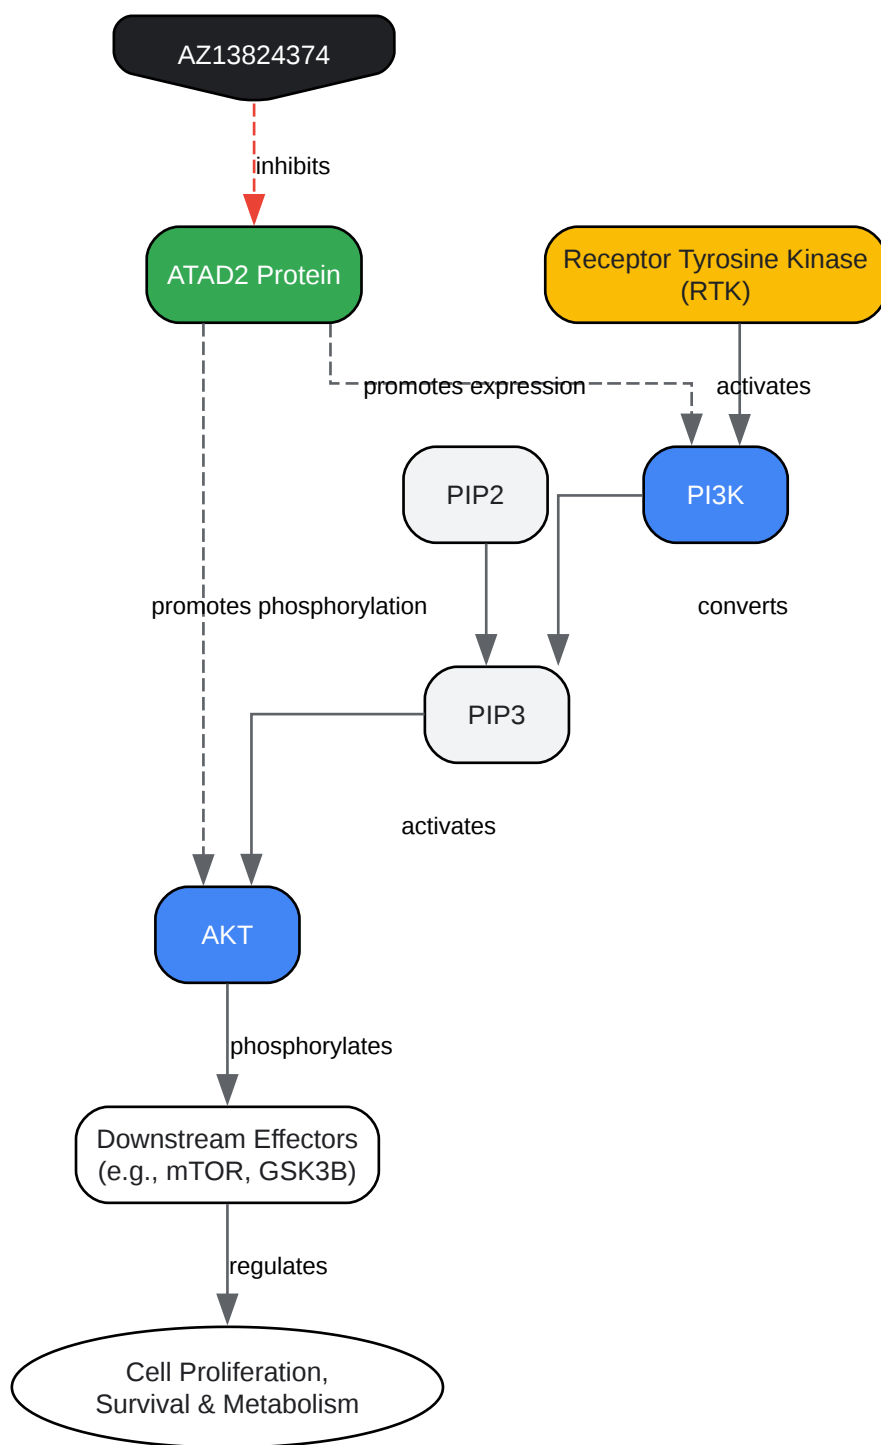 AZ13824374
inhibits
ATAD2 Protein
Receptor Tyrosine Kinase
(RTK)
promotes expression
activates
PIP2
PI3K
promotes phosphorylation
converts
PIP3
activates
AKT
phosphorylates
Downstream Effectors
(e.g., mTOR, GSK3B)
regulates
Cell Proliferation,
Survival & Metabolism